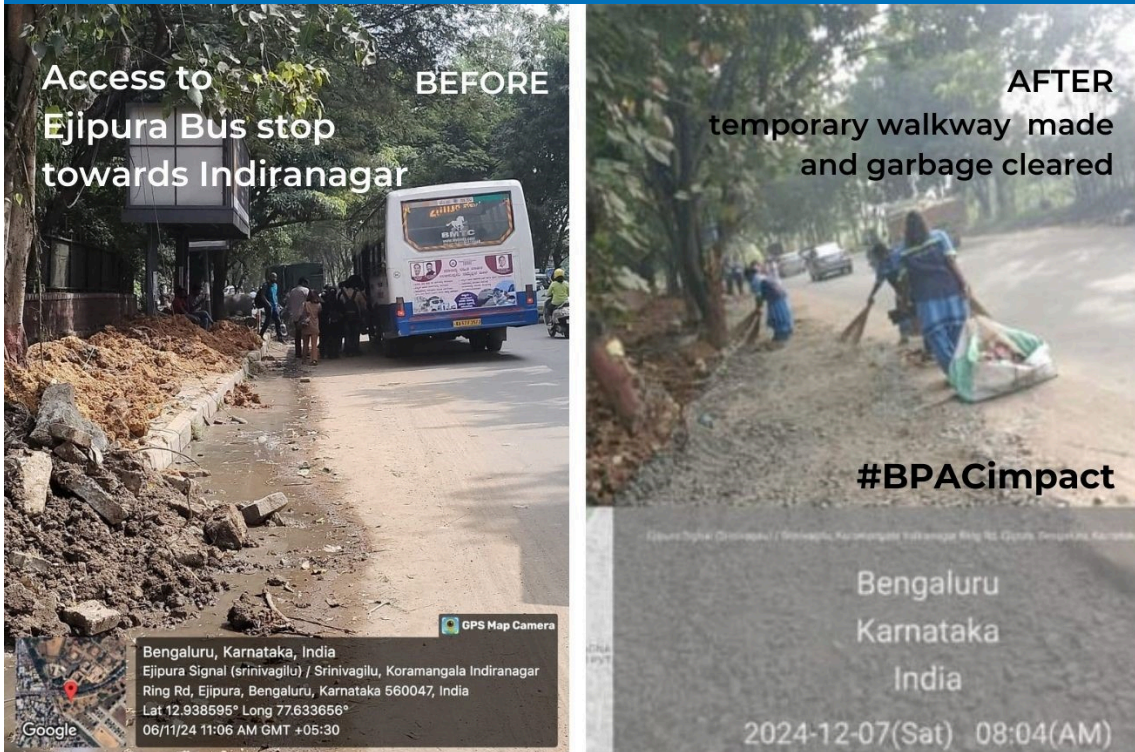 Access to
Ejipura Bus stop
towards Indiranagar
BEFORE
BMTC
GPS Map Camera
Bengaluru, Karnataka, India
Ejipura Signal (srinivagilu) / Srinivagilu, Koramangala Indiranagar
Ring Rd, Ejipura, Bengaluru, Karnataka 560047, India
Lat 12.938595° Long 77.633656°
06/11/24 11:06 AM GMT +05:30
Google
AFTER
temporary walkway made
and garbage cleared
#BPACimpact
Bengaluru
Karnataka
India
2024-12-07(Sat) 08:04(AM)